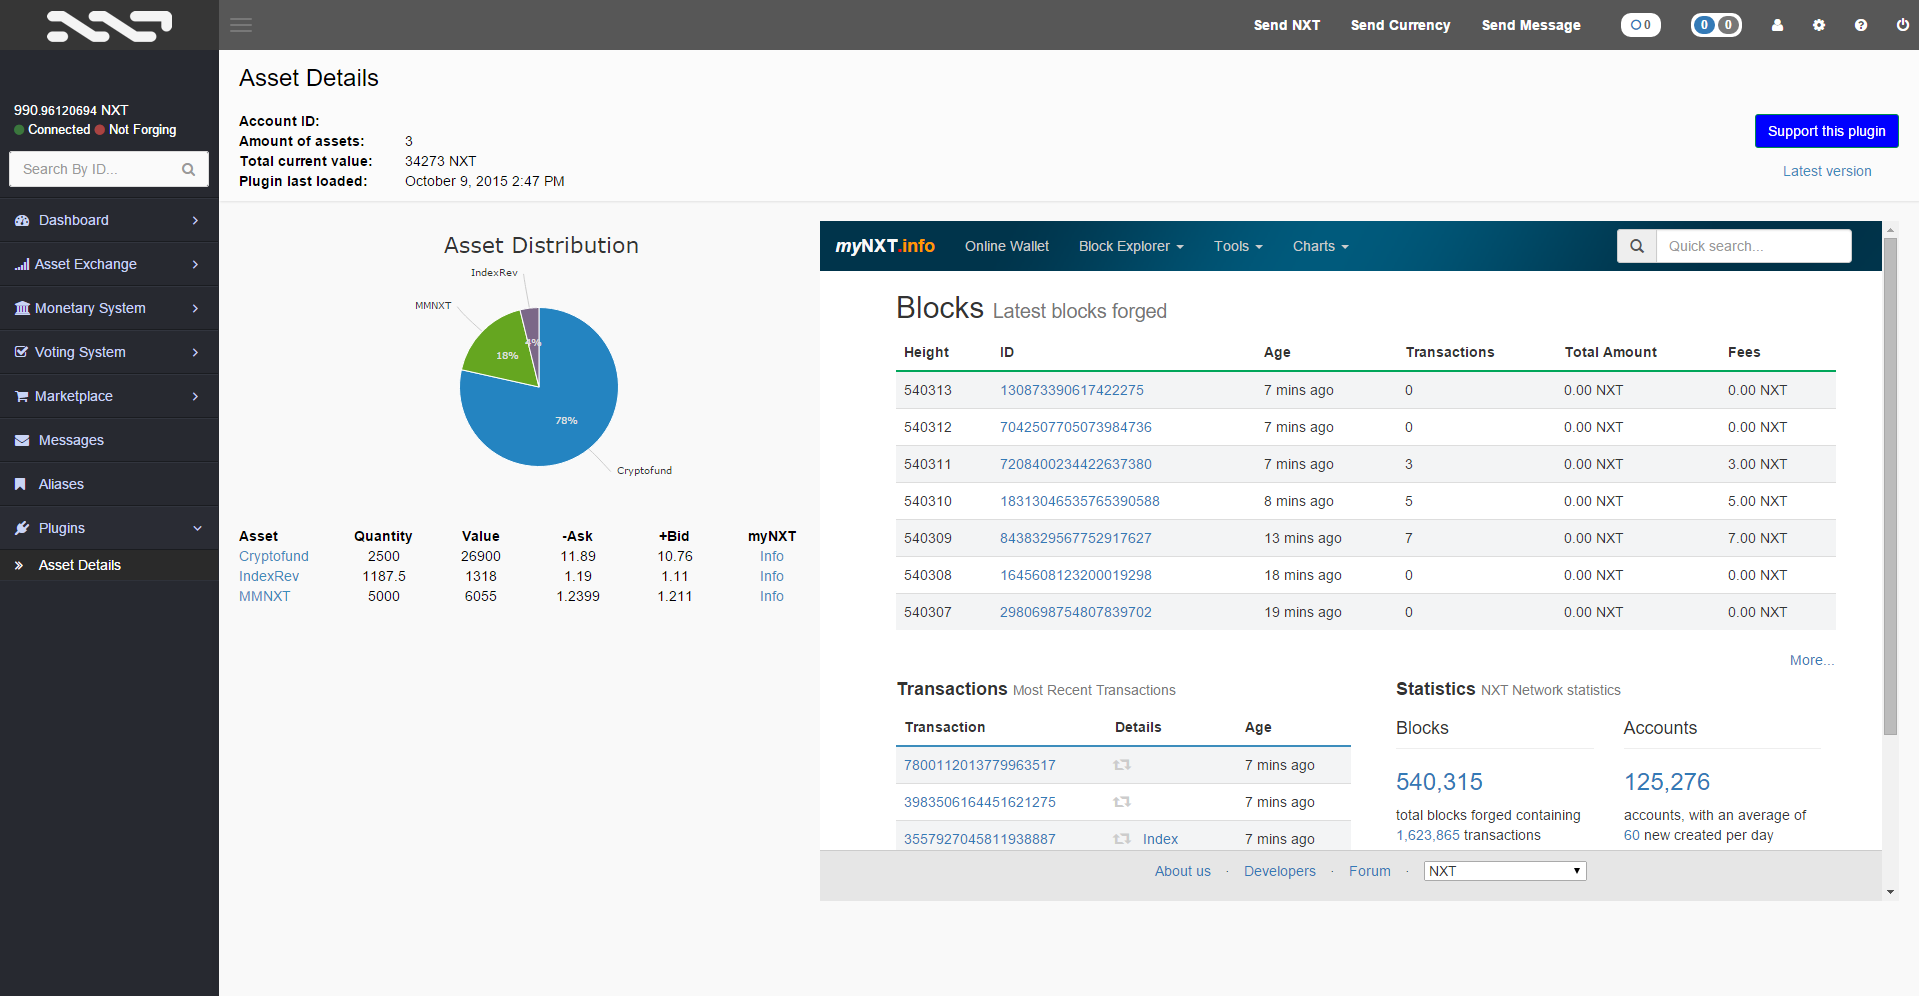 NXT
Send NXT Send Currency Send Message 0 0 0
990.96120694 NXT
Connected Not Forging
Search By ID...
Dashboard
Asset Exchange
Monetary System
Voting System
Marketplace
Messages
Aliases
Plugins
Asset Details
Asset Details
Account ID:
Amount of assets: 3
Total current value: 34273 NXT
Plugin last loaded: October 9, 2015 2:47 PM
Support this plugin
Latest version
Asset Distribution
IndexRev
MMNXT
4%
18%
78%
Cryptofund
Asset Quantity Value -Ask +Bid myNXT
Cryptofund 2500 26900 11.89 10.76 Info
IndexRev 1187.5 1318 1.19 1.11 Info
MMNXT 5000 6055 1.2399 1.211 Info
myNXT.info Online Wallet Block Explorer Tools Charts Quick search...
Blocks Latest blocks forged
Height ID Age Transactions Total Amount Fees
540313 130873390617422275 7 mins ago 0 0.00 NXT 0.00 NXT
540312 7042507705073984736 7 mins ago 0 0.00 NXT 0.00 NXT
540311 7208400234422637380 7 mins ago 3 0.00 NXT 3.00 NXT
540310 18313046535765390588 8 mins ago 5 0.00 NXT 5.00 NXT
540309 8438329567752917627 13 mins ago 7 0.00 NXT 7.00 NXT
540308 1645608123200019298 18 mins ago 0 0.00 NXT 0.00 NXT
540307 2980698754807839702 19 mins ago 0 0.00 NXT 0.00 NXT
More...
Transactions Most Recent Transactions
Transaction Details Age
7800112013779963517 7 mins ago
3983506164451621275 7 mins ago
3557927045811938887 Index 7 mins ago
Statistics NXT Network statistics
Blocks
540,315
total blocks forged containing
1,623,865 transactions
Accounts
125,276
accounts, with an average of
60 new created per day
About us · Developers · Forum · NXT